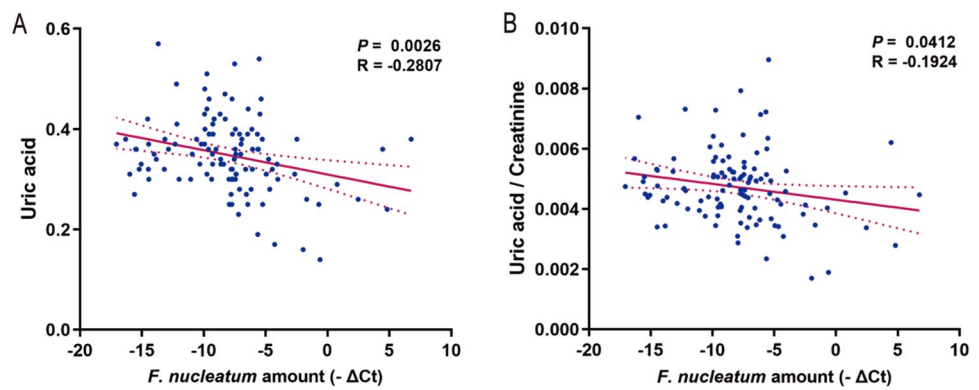 A
P = 0.0026
R = -0.2807
Uric acid
0.6
0.4
0.2
0.0
-20 -15 -10 -5 0 5 10
F. nucleatum amount (- ΔCt)
B
P = 0.0412
R = -0.1924
Uric acid / Creatinine
0.010
0.008
0.006
0.004
0.002
0.000
-20 -15 -10 -5 0 5 10
F. nucleatum amount (- ΔCt)